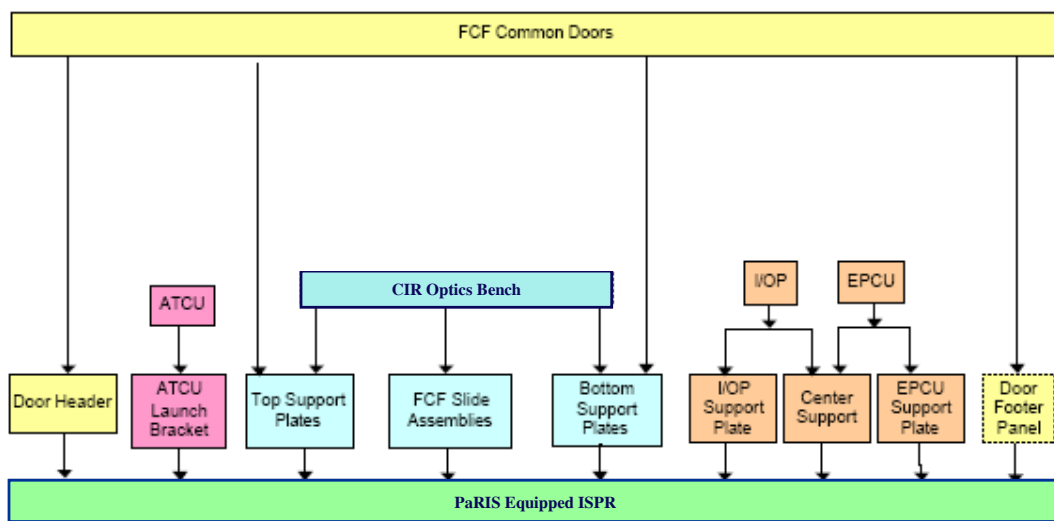 FCF Common Doors
CIR Optics Bench
I/OP
EPCU
ATCU
Door Header
ATCU
Launch
Bracket
Top Support
Plates
FCF Slide
Assemblies
Bottom
Support
Plates
I/OP
Support
Plate
Center
Support
EPCU
Support
Plate
Door
Footer
Panel
PaRIS Equipped ISPR